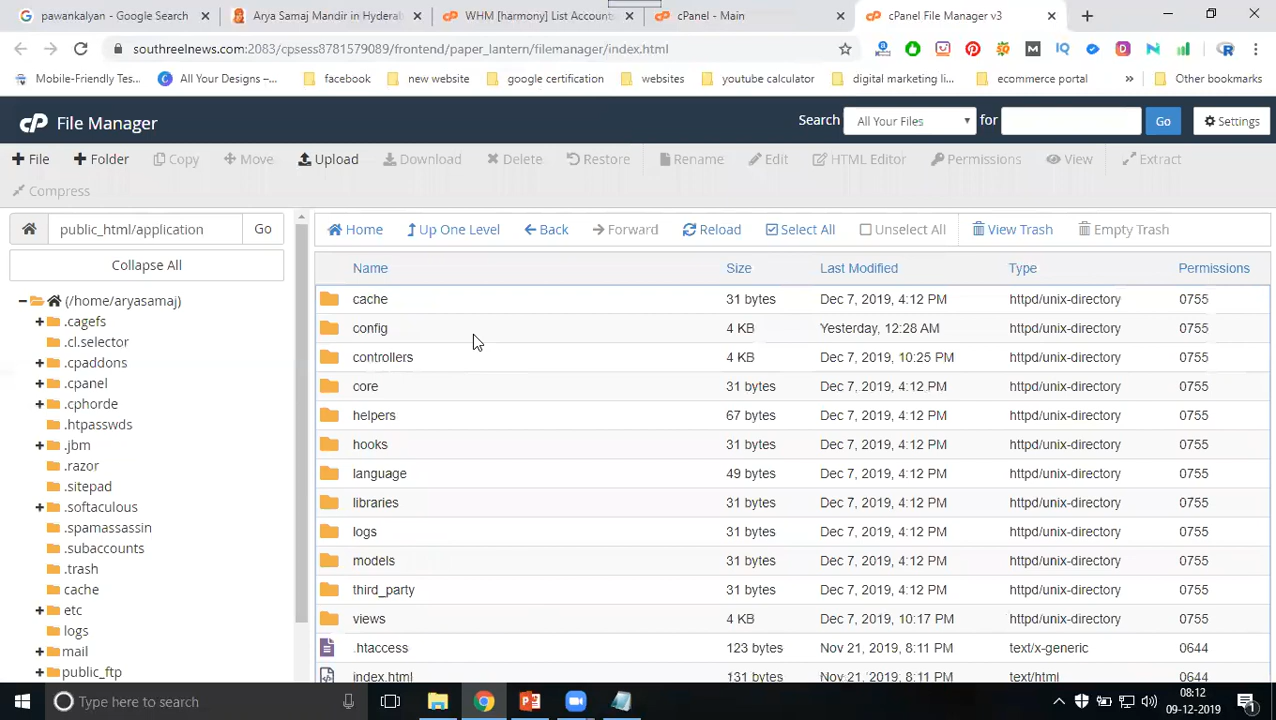 pawankalyan - Google Search
Arya Samaj Mandir in Hyderab
WHM [harmony] List Accounts
cPanel - Main
cPanel File Manager v3
southreelnews.com:2083/cpsess8781579089/frontend/paper_lantern/filemanager/index.html
Mobile-Friendly Tes...
All Your Designs –...
facebook
new website
google certification
websites
youtube calculator
digital marketing li...
ecommerce portal
»
Other bookmarks
cP File Manager
Search
All Your Files
for
Go
Settings
File
Folder
Copy
Move
Upload
Download
Delete
Restore
Rename
Edit
HTML Editor
Permissions
View
Extract
Compress
public_html/application
Go
Home
Up One Level
Back
Forward
Reload
Select All
Unselect All
View Trash
Empty Trash
Collapse All
(/home/aryasamaj)
.cagefs
.cl.selector
.cpaddons
.cpanel
.cphorde
.htpasswds
.jbm
.razor
.sitepad
.softaculous
.spamassassin
.subaccounts
.trash
cache
etc
logs
mail
public_ftp
Name Size Last Modified Type Permissions
cache 31 bytes Dec 7, 2019, 4:12 PM httpd/unix-directory 0755
config 4 KB Yesterday, 12:28 AM httpd/unix-directory 0755
controllers 4 KB Dec 7, 2019, 10:25 PM httpd/unix-directory 0755
core 31 bytes Dec 7, 2019, 4:12 PM httpd/unix-directory 0755
helpers 67 bytes Dec 7, 2019, 4:12 PM httpd/unix-directory 0755
hooks 31 bytes Dec 7, 2019, 4:12 PM httpd/unix-directory 0755
language 49 bytes Dec 7, 2019, 4:12 PM httpd/unix-directory 0755
libraries 31 bytes Dec 7, 2019, 4:12 PM httpd/unix-directory 0755
logs 31 bytes Dec 7, 2019, 4:12 PM httpd/unix-directory 0755
models 31 bytes Dec 7, 2019, 4:12 PM httpd/unix-directory 0755
third_party 31 bytes Dec 7, 2019, 4:12 PM httpd/unix-directory 0755
views 4 KB Dec 7, 2019, 10:17 PM httpd/unix-directory 0755
.htaccess 123 bytes Nov 21, 2019, 8:11 PM text/x-generic 0644
index.html 131 bytes Nov 21, 2019, 8:11 PM text/html 0644
Type here to search
08:12
09-12-2019
1